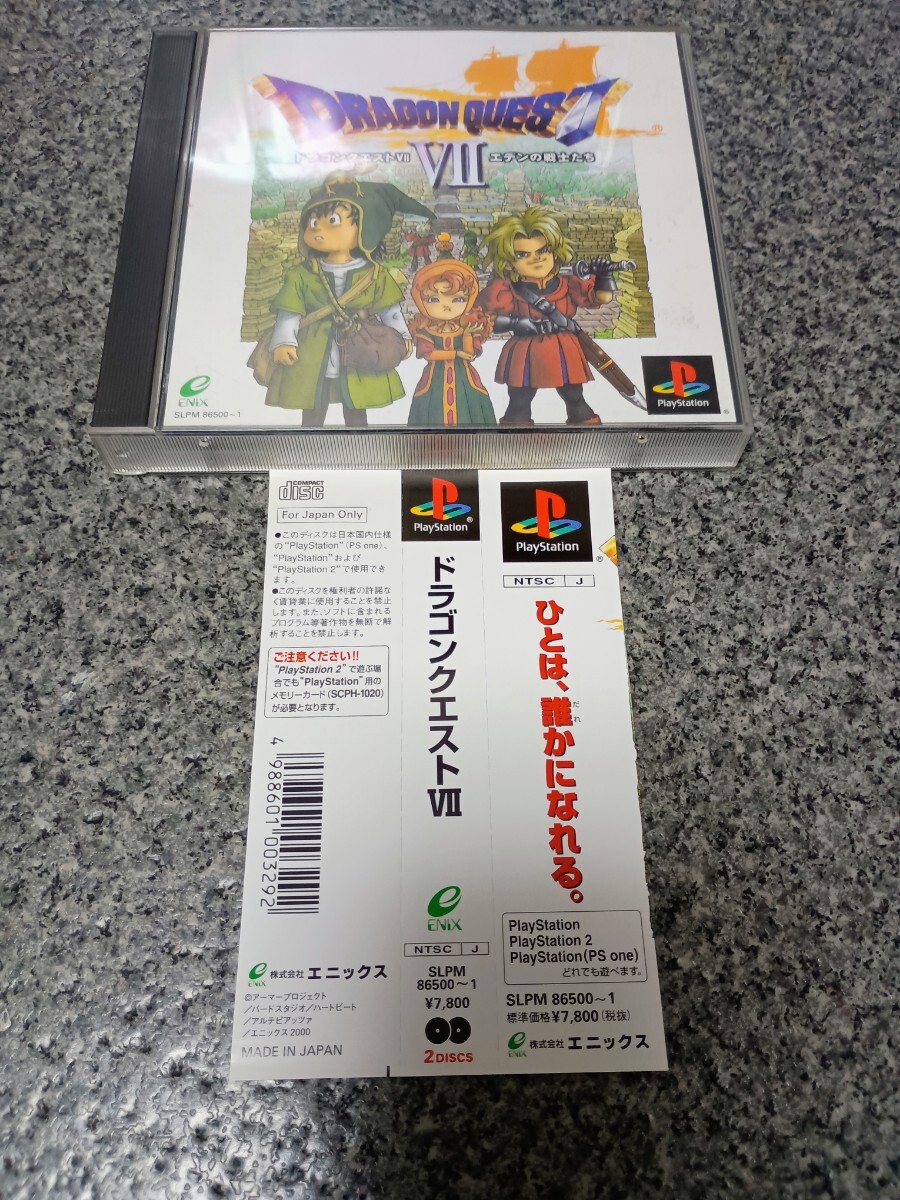 DRAGON QUEST
ドラゴンクエストVII
VII
エデンの戦士たち
®
ENIX
SLPM 86500~1
PlayStation
®
COMPACT
disc
For Japan Only
●このディスクは日本国内仕様
の"PlayStation"(PS one)、
"PlayStation"および
"PlayStation 2"で使用でき
ます。
●このディスクを権利者の許諾な
く賃貸業に使用することを禁止
します。また、ソフトに含まれる
プログラム等著作物を無断で解
析することを禁止します。
ご注意ください!!
"PlayStation 2"で遊ぶ場
合でも"PlayStation"用の
メモリーカード(SCPH-1020)
が必要となります。
4 988601 003292
ENIX
株式会社 エニックス
©アーマープロジェクト
/バードスタジオ/ハートビート
/アルテピアッツァ
/エニックス2000
MADE IN JAPAN
PlayStation
®
ドラゴンクエストVII
ENIX
NTSC J
SLPM
86500~1
¥7,800
2DISCS
PlayStation
®
NTSC J
ひとは、誰かになれる。
だれ
PlayStation
PlayStation 2
PlayStation(PS one)
どれでも遊べます。
SLPM 86500~1
標準価格¥7,800(税抜)
ENIX
株式会社 エニックス